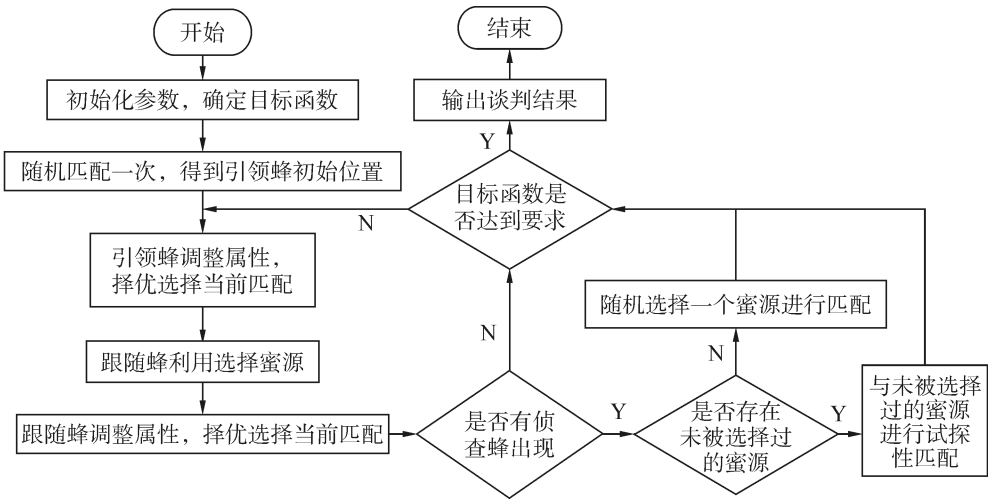 开始
初始化参数，确定目标函数
随机匹配一次，得到引领蜂初始位置
引领蜂调整属性，
择优选择当前匹配
跟随蜂利用选择蜜源
跟随蜂调整属性，择优选择当前匹配
是否有侦
查蜂出现
N
Y
目标函数是
否达到要求
N
Y
输出谈判结果
结束
是否存在
未被选择过
的蜜源
N
Y
随机选择一个蜜源进行匹配
与未被选择
过的蜜源
进行试探
性匹配